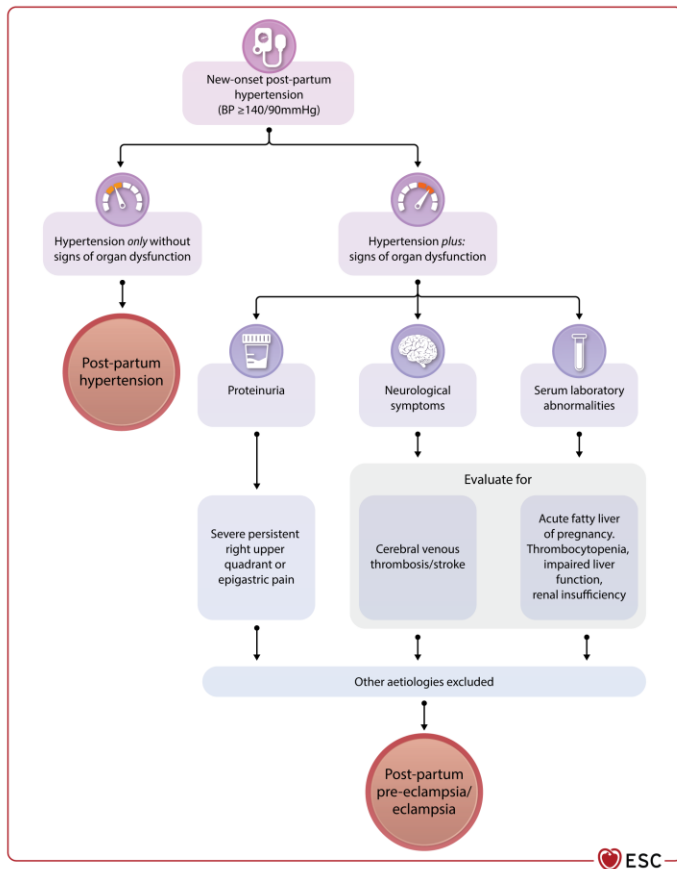 New-onset post-partum
hypertension
(BP ≥140/90mmHg)
Hypertension only without
signs of organ dysfunction
Hypertension plus:
signs of organ dysfunction
Post-partum
hypertension
Proteinuria
Neurological
symptoms
Serum laboratory
abnormalities
Evaluate for
Severe persistent
right upper
quadrant or
epigastric pain
Cerebral venous
thrombosis/stroke
Acute fatty liver
of pregnancy.
Thrombocytopenia,
impaired liver
function,
renal insufficiency
Other aetiologies excluded
Post-partum
pre-eclampsia/
eclampsia
ESC